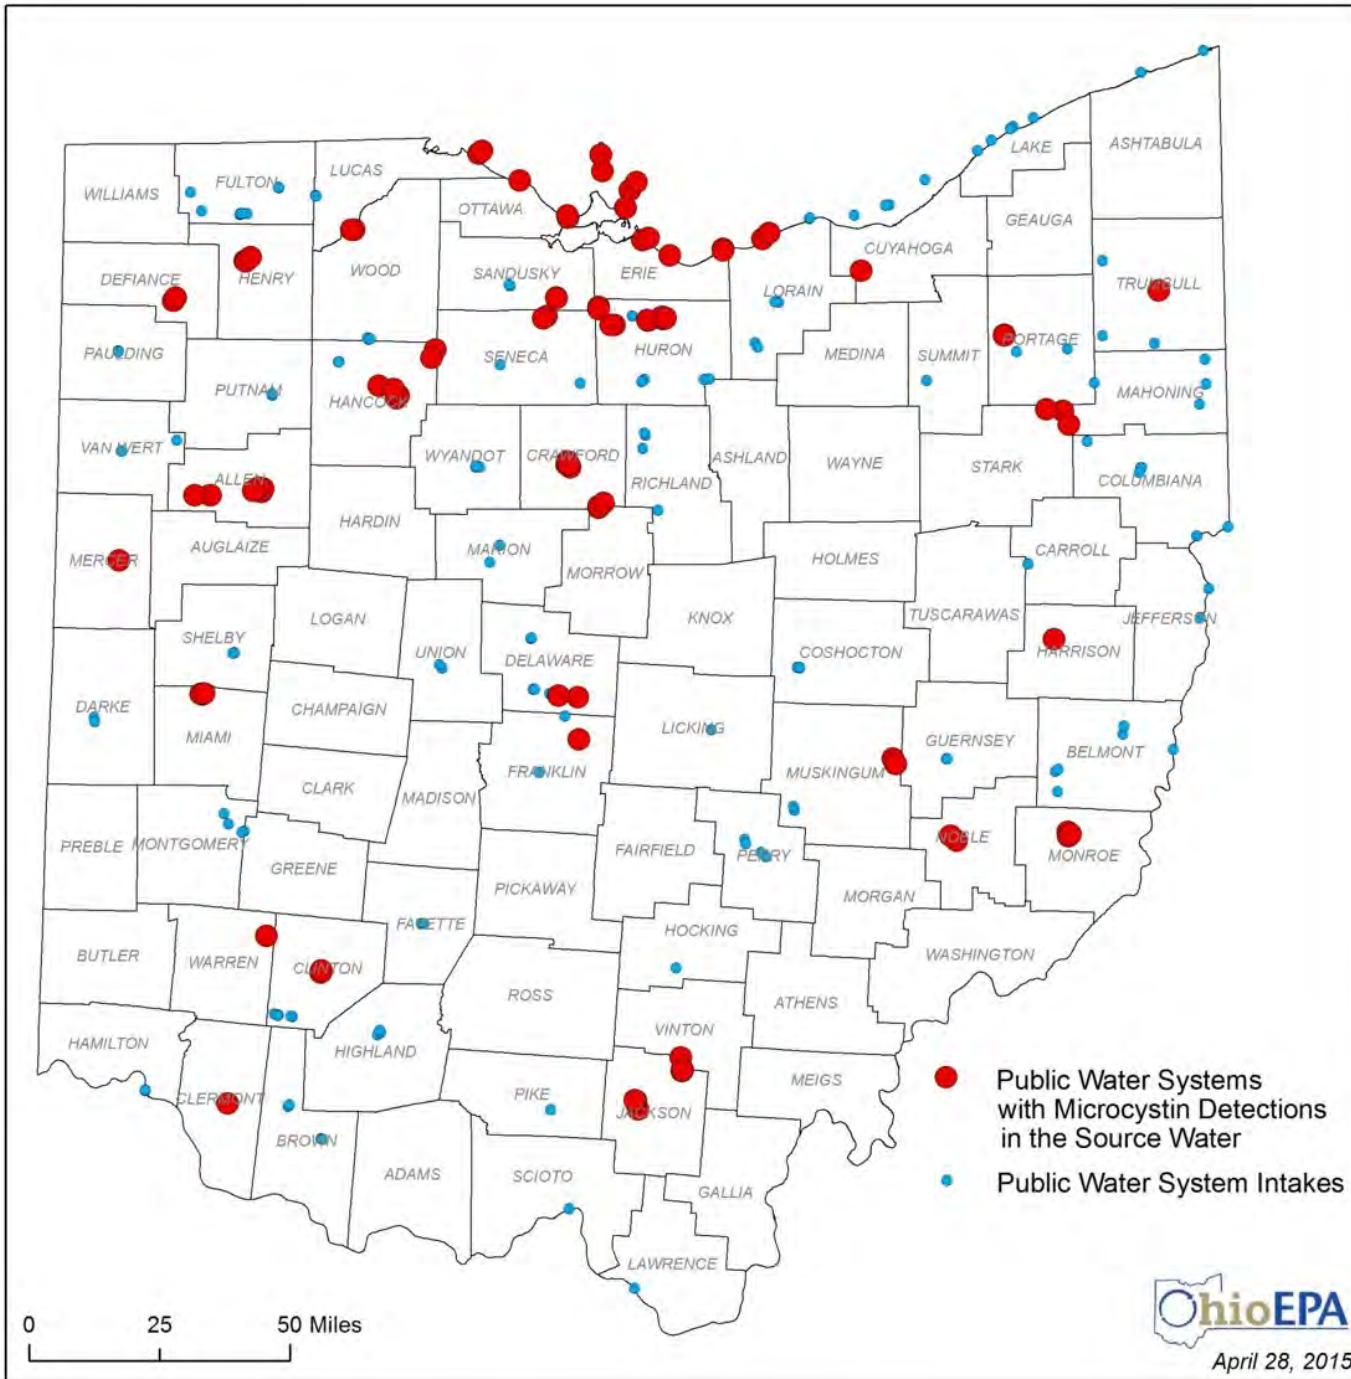 ASHTABULA
LAKE
LUCAS
FULTON
WILLIAMS
OTTAWA
GEAUGA
CUYAHOGA
WOOD
SANDUSKY
ERIE
HENRY
DEFIANCE
TRUMBULL
LORAIN
PORTAGE
PAULDING
SENECA
HURON
MEDINA
SUMMIT
PUTNAM
MAHONING
HANCOCK
VAN WERT
WYANDOT
CRAWFORD
ASHLAND
WAYNE
STARK
ALLEN
RICHLAND
COLUMBIANA
HARDIN
AUGLAIZE
MARION
MERCER
HOLMES
CARROLL
MORROW
LOGAN
KNOX
TUSCARAWAS
JEFFERSON
SHELBY
UNION
DELAWARE
COSHOCTON
HARRISON
DARKE
CHAMPAIGN
LICKING
MIAMI
GUERNSEY
BELMONT
FRANKLIN
MUSKINGUM
CLARK
MADISON
PREBLE
MONTGOMERY
FAIRFIELD
PERRY
NOBLE
MONROE
GREENE
PICKAWAY
MORGAN
FAYETTE
HOCKING
BUTLER
WARREN
CLINTON
WASHINGTON
ROSS
ATHENS
VINTON
HAMILTON
HIGHLAND
MEIGS
CLERMONT
PIKE
JACKSON
BROWN
ADAMS
SCIOTO
GALLIA
LAWRENCE
Public Water Systems
with Microcystin Detections
in the Source Water
Public Water System Intakes
0 25 50 Miles
OhioEPA
April 28, 2015